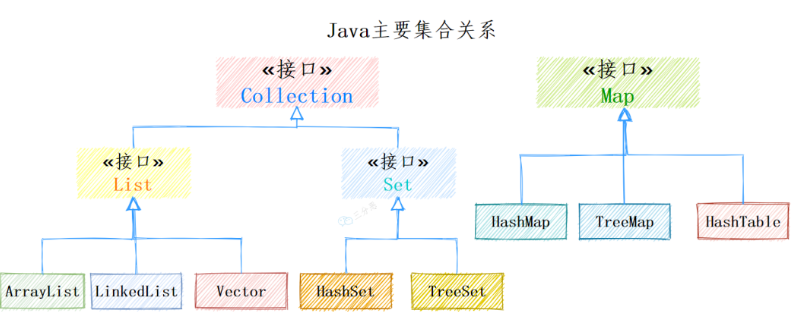 Java主要集合关系
«接口»
Collection
«接口»
Map
«接口»
List
«接口»
Set
HashMap
TreeMap
HashTable
ArrayList
LinkedList
Vector
HashSet
TreeSet